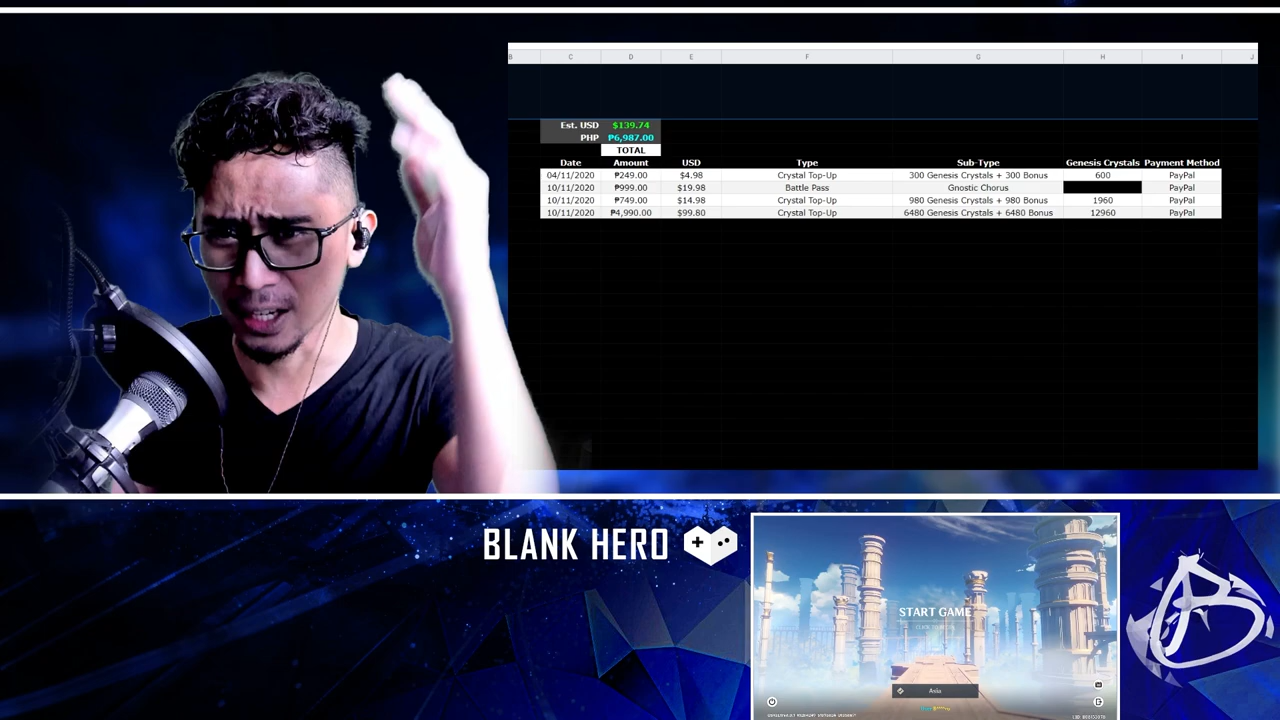 B C D E F G H I J
Est. USD $139.74
PHP ₱6,987.00
TOTAL
Date Amount USD Type Sub-Type Genesis Crystals Payment Method
04/11/2020 ₱249.00 $4.98 Crystal Top-Up 300 Genesis Crystals + 300 Bonus 600 PayPal
10/11/2020 ₱999.00 $19.98 Battle Pass Gnostic Chorus PayPal
10/11/2020 ₱749.00 $14.98 Crystal Top-Up 980 Genesis Crystals + 980 Bonus 1960 PayPal
10/11/2020 ₱4,990.00 $99.80 Crystal Top-Up 6480 Genesis Crystals + 6480 Bonus 12960 PayPal
BLANK HERO
START GAME
Asia